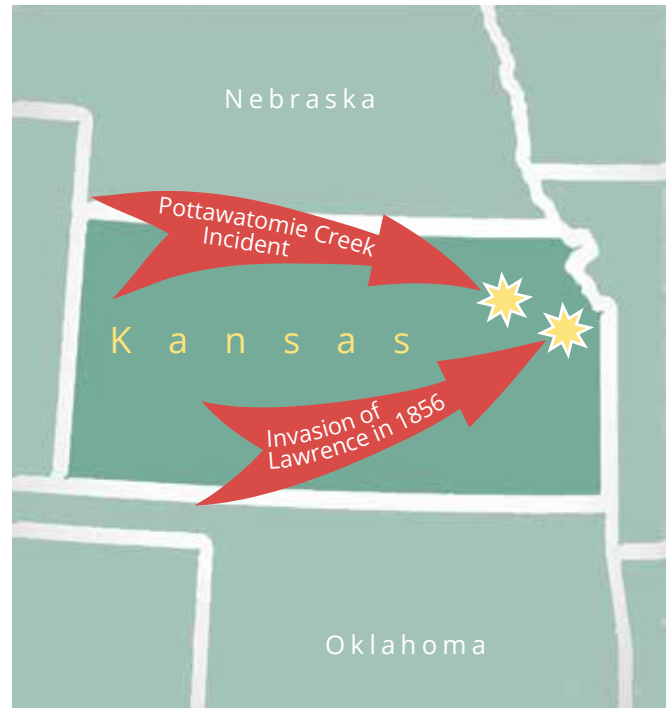 Nebraska
Pottawatomie Creek
Incident
Kansas
Invasion of
Lawrence in 1856
Oklahoma